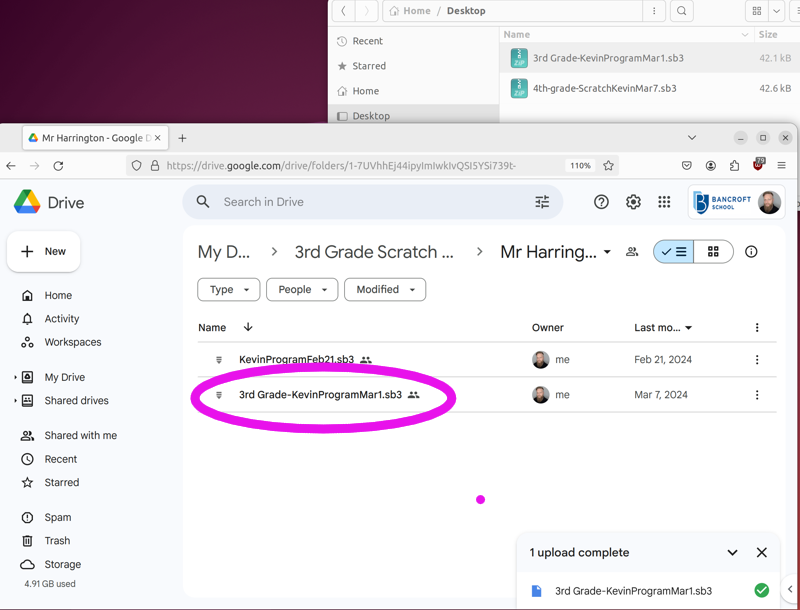 Home / Desktop
Name Size
Recent
3rd Grade-KevinProgramMar1.sb3 42.1 kB
Starred
Home
4th-grade-ScratchKevinMar7.sb3 42.6 kB
Desktop
Mr Harrington - Google D
https://drive.google.com/drive/folders/1-7UVhhEj44ipyImIwkIvQSI5YSi739t- 110% 79
Drive
Search in Drive
BANCROFT
SCHOOL
New
My D... > 3rd Grade Scratch ... > Mr Harring...
Type People Modified
Home
Activity
Workspaces
My Drive
Shared drives
Shared with me
Recent
Starred
Spam
Trash
Storage
4.91 GB used
Name Owner Last mo...
KevinProgramFeb21.sb3 me Feb 21, 2024
3rd Grade-KevinProgramMar1.sb3 me Mar 7, 2024
1 upload complete
3rd Grade-KevinProgramMar1.sb3